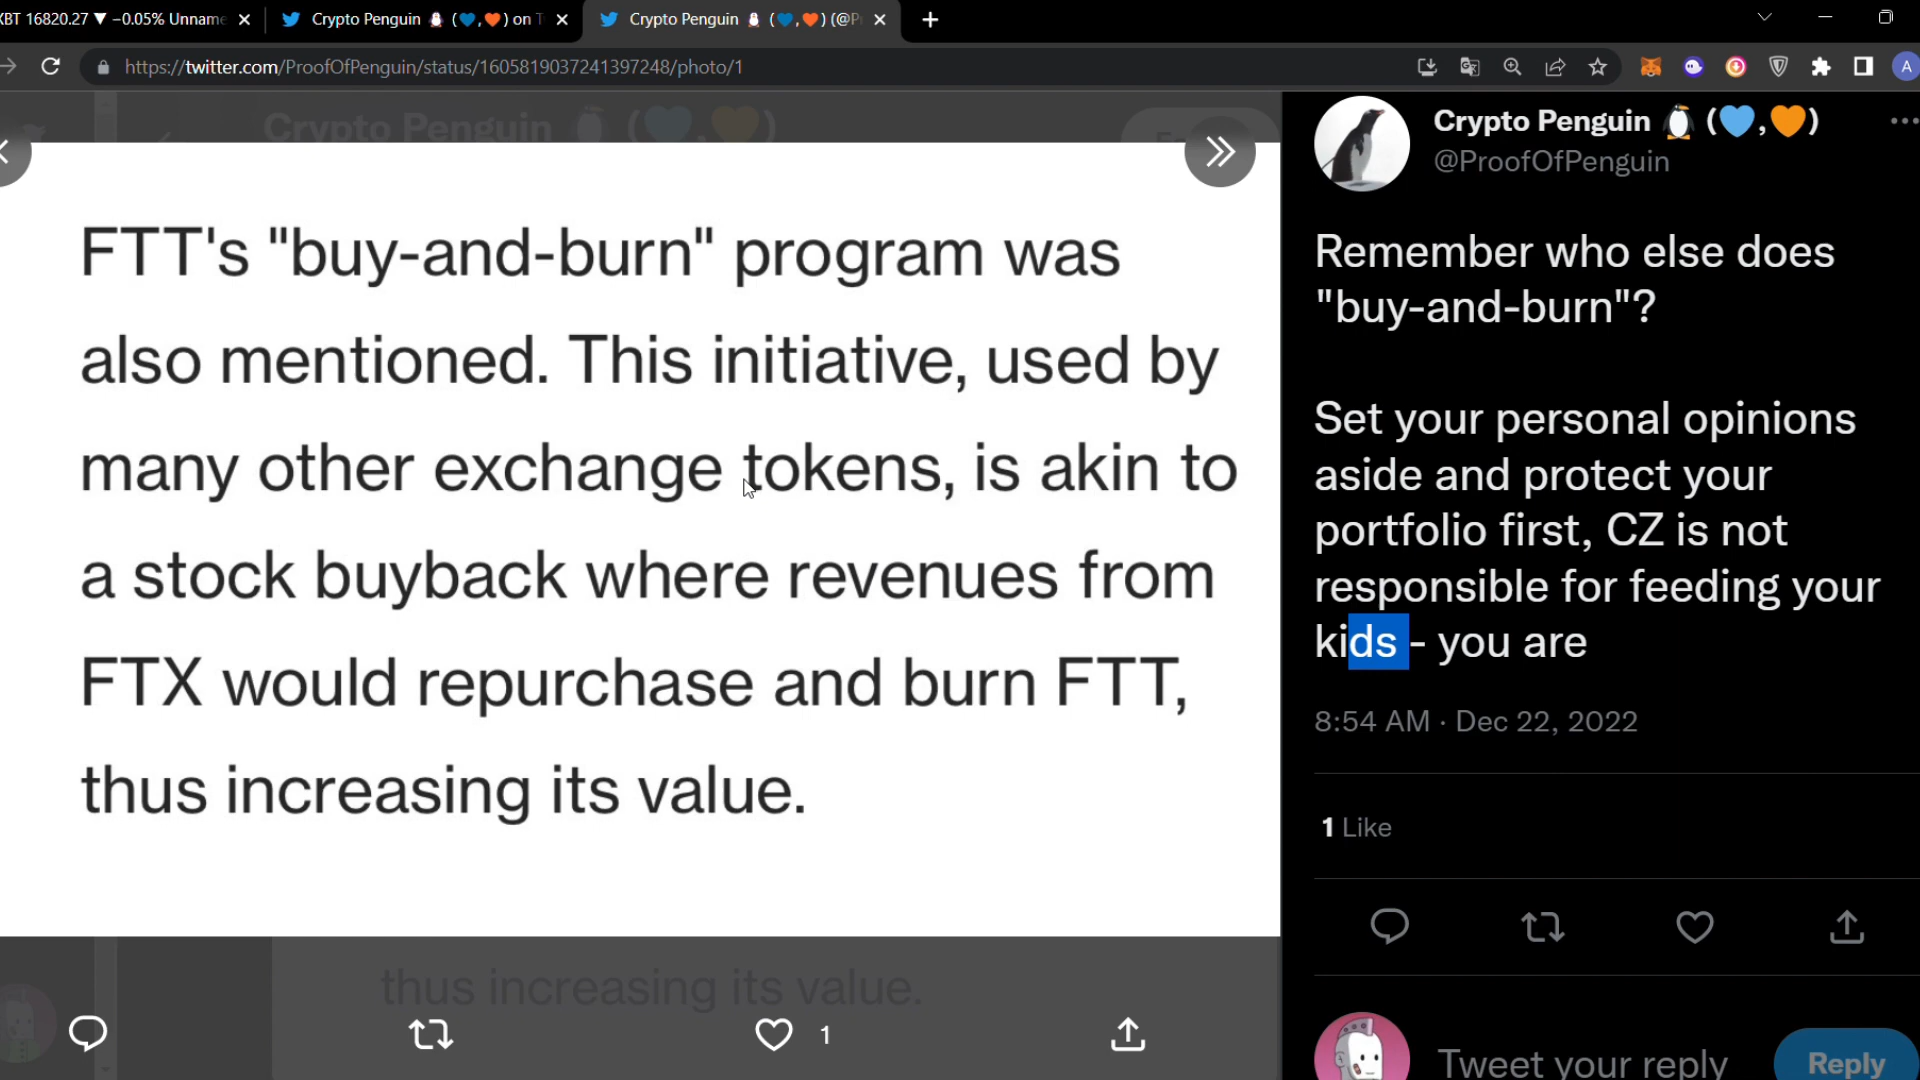 XBT 16820.27 ▼ −0.05% Unname
Crypto Penguin 🐧 (💙,🧡) on T
Crypto Penguin 🐧 (💙,🧡) (@P
https://twitter.com/ProofOfPenguin/status/1605819037241397248/photo/1
A
Crypto Penguin 🐧 (💙,🧡)
FTT's "buy-and-burn" program was
also mentioned. This initiative, used by
many other exchange tokens, is akin to
a stock buyback where revenues from
FTX would repurchase and burn FTT,
thus increasing its value.
thus increasing its value.
1
Crypto Penguin 🐧 (💙,🧡)
@ProofOfPenguin
Remember who else does
"buy-and-burn"?
Set your personal opinions
aside and protect your
portfolio first, CZ is not
responsible for feeding your
kids - you are
8:54 AM · Dec 22, 2022
1 Like
Tweet your reply
Reply